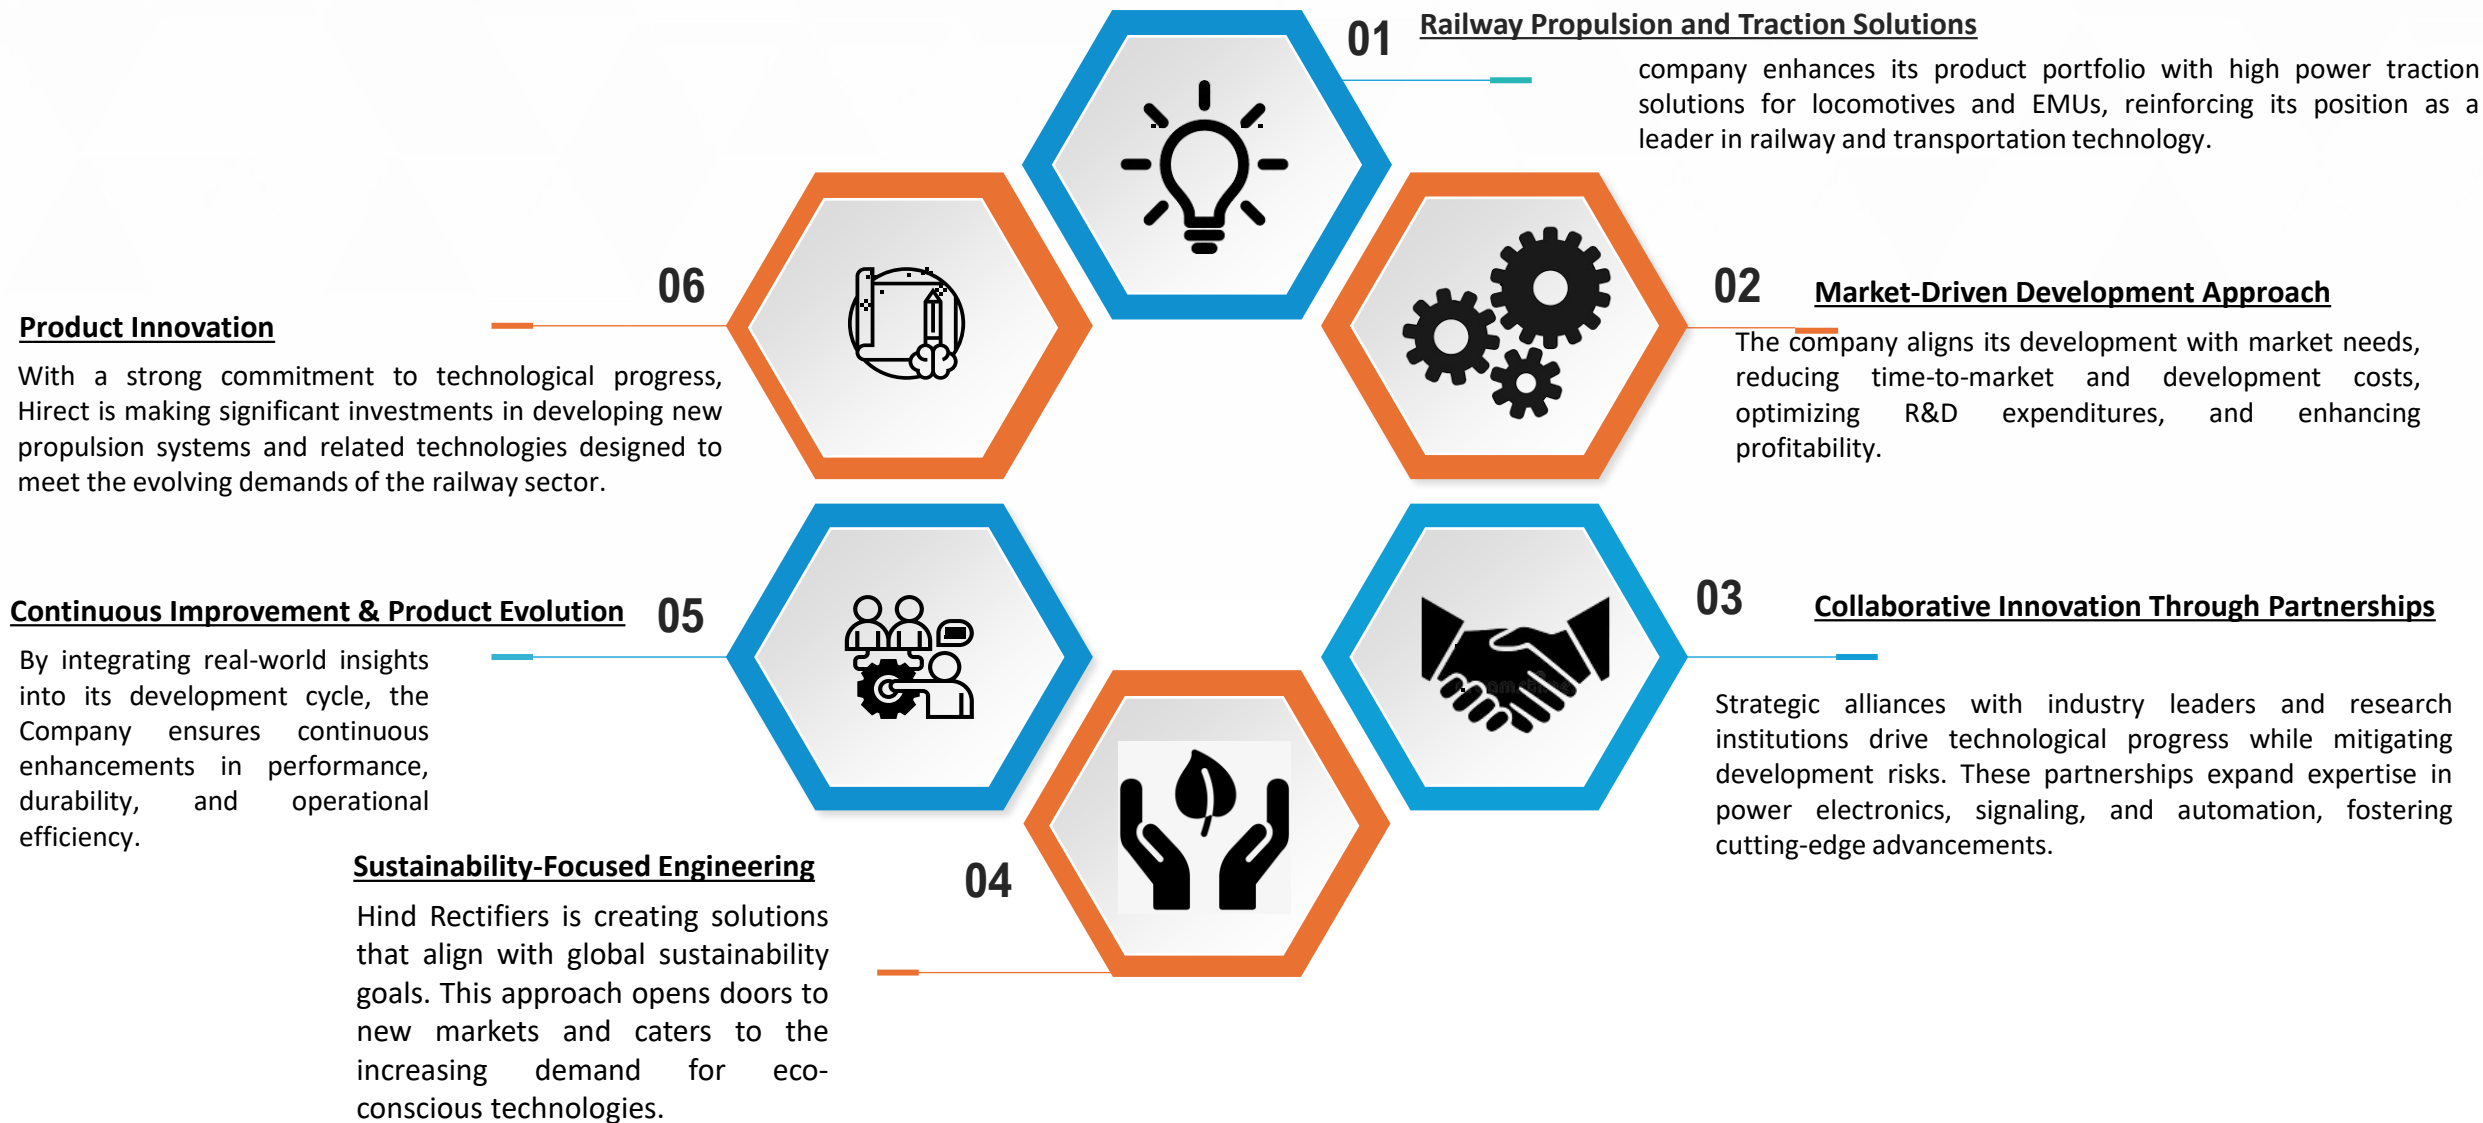 01
Railway Propulsion and Traction Solutions
company enhances its product portfolio with high power traction
solutions for locomotives and EMUs, reinforcing its position as a
leader in railway and transportation technology.
02
Market-Driven Development Approach
The company aligns its development with market needs,
reducing time-to-market and development costs,
optimizing R&D expenditures, and enhancing
profitability.
03
Collaborative Innovation Through Partnerships
Strategic alliances with industry leaders and research
institutions drive technological progress while mitigating
development risks. These partnerships expand expertise in
power electronics, signaling, and automation, fostering
cutting-edge advancements.
04
Sustainability-Focused Engineering
Hind Rectifiers is creating solutions
that align with global sustainability
goals. This approach opens doors to
new markets and caters to the
increasing demand for eco-
conscious technologies.
05
Continuous Improvement & Product Evolution
By integrating real-world insights
into its development cycle, the
Company ensures continuous
enhancements in performance,
durability, and operational
efficiency.
06
Product Innovation
With a strong commitment to technological progress,
Hirect is making significant investments in developing new
propulsion systems and related technologies designed to
meet the evolving demands of the railway sector.